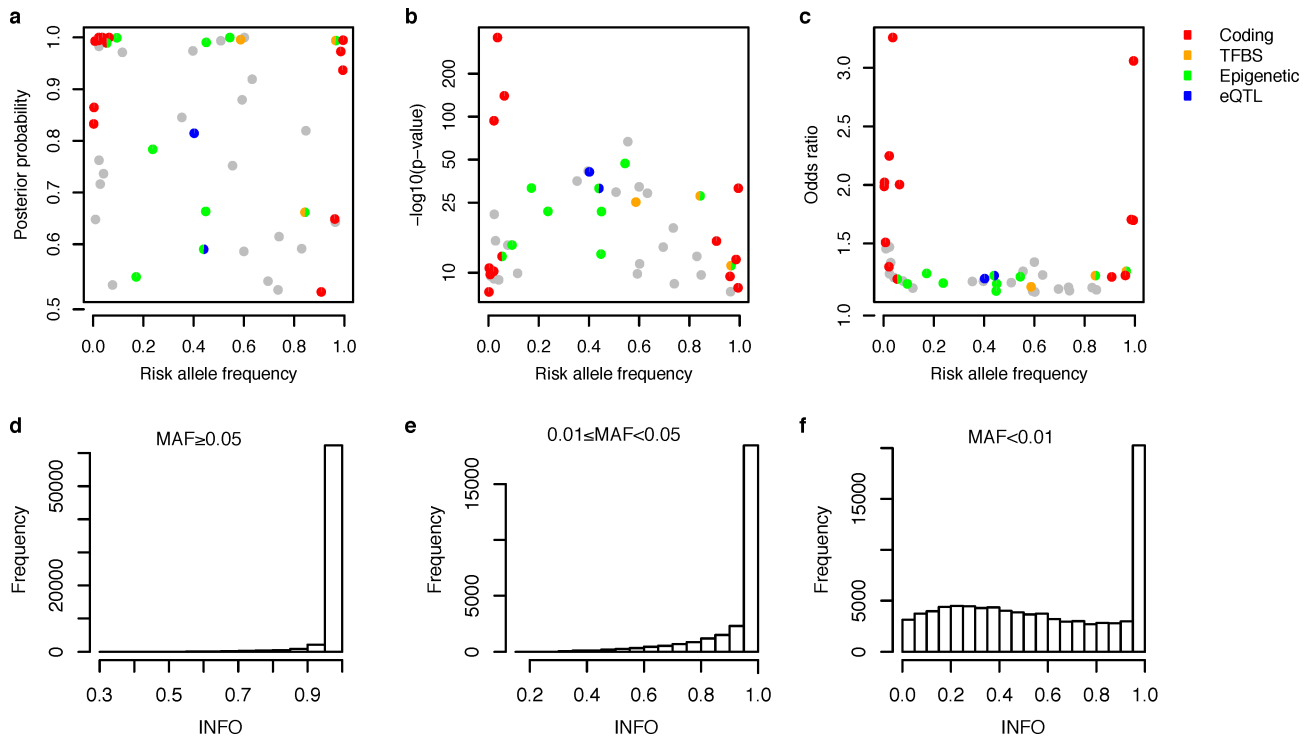 a
b
c
Coding
TFBS
Epigenetic
eQTL
Posterior probability
0.5 0.6 0.7 0.8 0.9 1.0
0.0 0.2 0.4 0.6 0.8 1.0
Risk allele frequency
−log10(p−value)
10 25 50 100 200
0.0 0.2 0.4 0.6 0.8 1.0
Risk allele frequency
Odds ratio
1.0 1.5 2.0 2.5 3.0
0.0 0.2 0.4 0.6 0.8 1.0
Risk allele frequency
d
MAF≥0.05
Frequency
0 20000 50000
0.3 0.5 0.7 0.9
INFO
e
0.01≤MAF<0.05
Frequency
0 5000 15000
0.2 0.4 0.6 0.8 1.0
INFO
f
MAF<0.01
Frequency
0 5000 15000
0.0 0.2 0.4 0.6 0.8 1.0
INFO